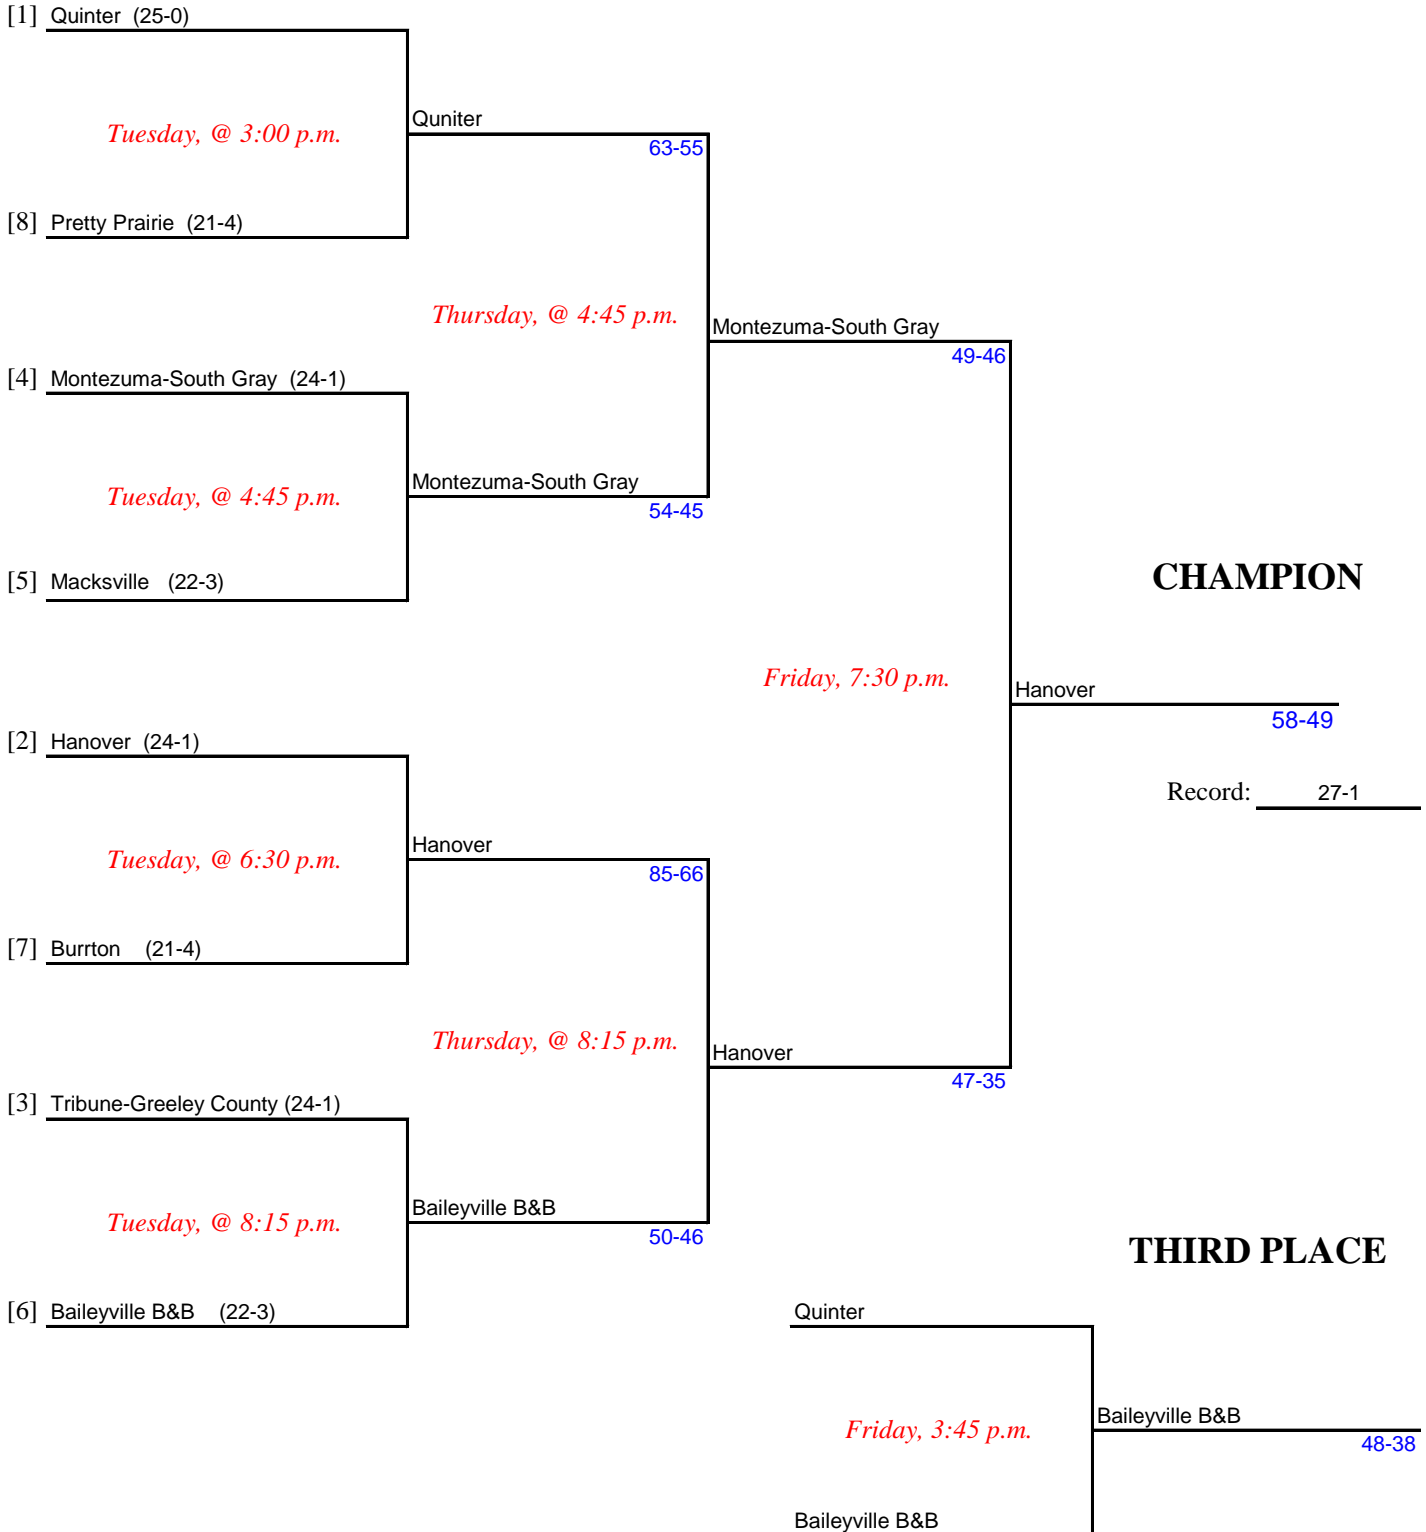 [1] Quinter (25-0)
Tuesday, @ 3:00 p.m.
Quniter
63-55
[8] Pretty Prairie (21-4)
Thursday, @ 4:45 p.m.
Montezuma-South Gray
49-46
[4] Montezuma-South Gray (24-1)
Tuesday, @ 4:45 p.m.
Montezuma-South Gray
54-45
[5] Macksville (22-3)
CHAMPION
Friday, 7:30 p.m.
Hanover
58-49
[2] Hanover (24-1)
Record: 27-1
Tuesday, @ 6:30 p.m.
Hanover
85-66
[7] Burrton (21-4)
Thursday, @ 8:15 p.m.
Hanover
47-35
[3] Tribune-Greeley County (24-1)
Tuesday, @ 8:15 p.m.
Baileyville B&B
50-46
THIRD PLACE
[6] Baileyville B&B (22-3)
Quinter
Friday, 3:45 p.m.
Baileyville B&B
48-38
Baileyville B&B